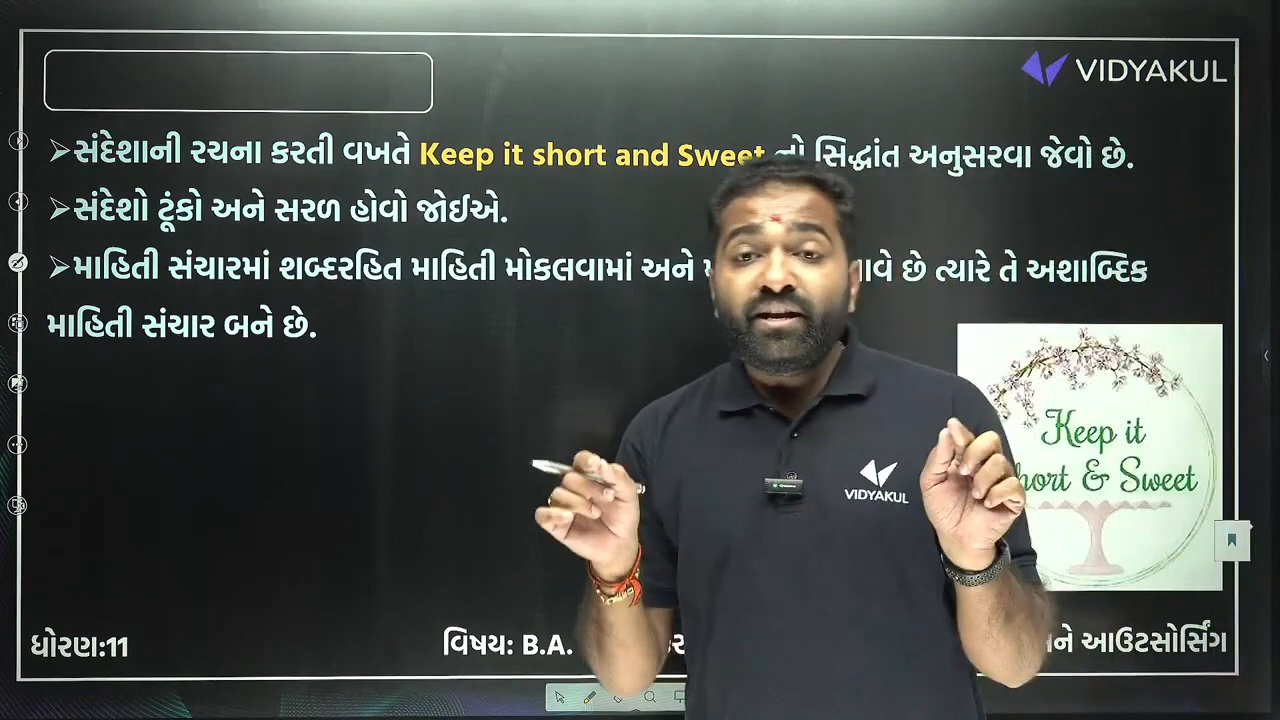 VIDYAKUL
➢સંદેશાની રચના કરતી વખતે Keep it short and Sweet નો સિદ્ધાંત અનુસરવા જેવો છે.
➢સંદેશો ટૂંકો અને સરળ હોવો જોઈએ.
➢માહિતી સંચારમાં શબ્દરહિત માહિતી મોકલવામાં અને છે ત્યારે તે અશાબ્દિક
માહિતી સંચાર બને છે.
Keep it
& Sweet
VIDYAKUL
ધોરણ:11
વિષય: B.A.
આઉટસોર્સિંગ